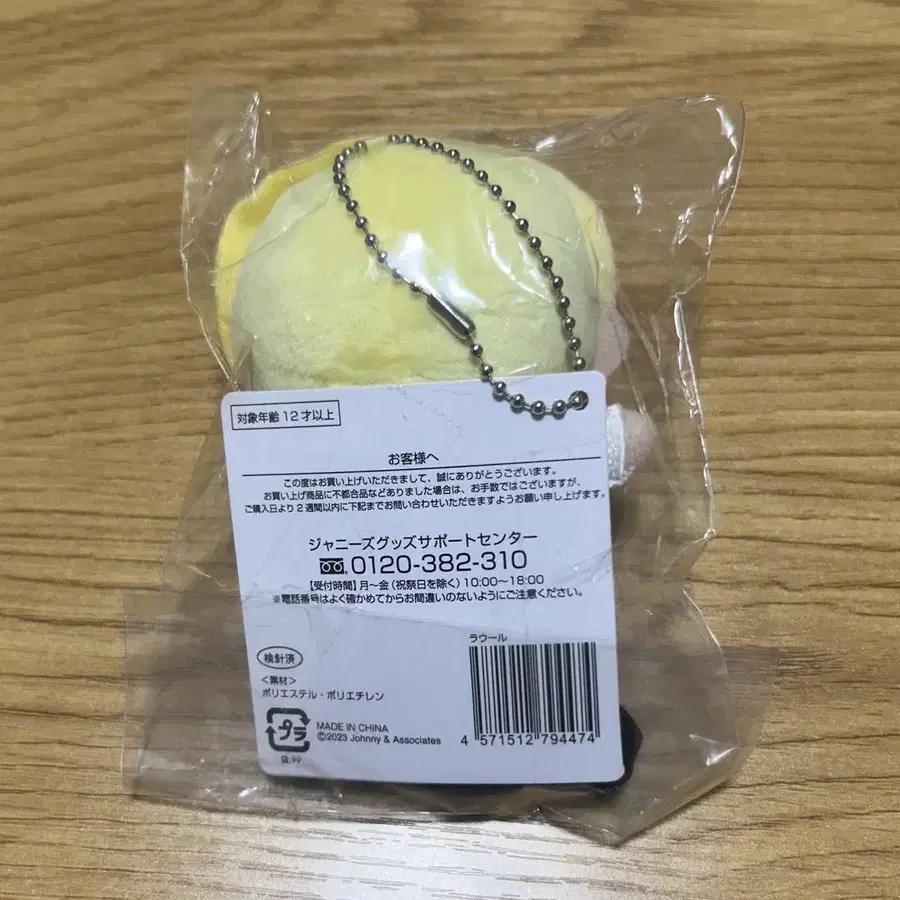 対象年齢12才以上
お客様へ
この度はお買い上げいただきまして、誠にありがとうございます。
お買い上げ商品に不都合品などありました場合は、お手数ではございますが、
ご購入日より2週間以内に下記までお問い合わせいただきますようお願い申し上げます。
ジャニーズグッズサポートセンター
0120-382-310
【受付時間】月〜金(祝祭日を除く)10:00〜18:00
※電話番号はよく確かめてからお間違いのないようにご注意ください。
ラウール
検針済
<素材>
ポリエステル・ポリエチレン
プラ
袋:PP
MADE IN CHINA
©2023 Johnny & Associates
4 571512 794474